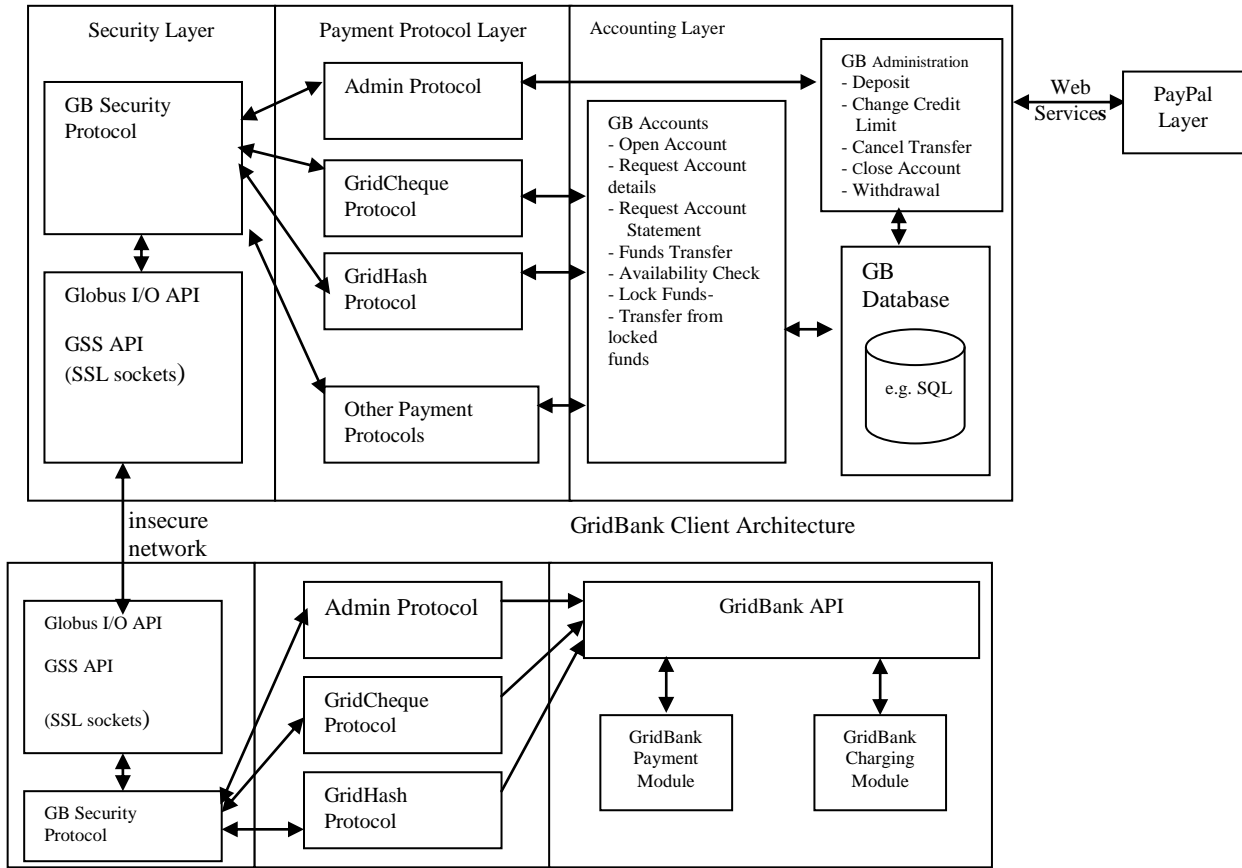 Security Layer
Payment Protocol Layer
Accounting Layer
GB Security
Protocol
Globus I/O API
GSS API
(SSL sockets)
Admin Protocol
GridCheque
Protocol
GridHash
Protocol
Other Payment
Protocols
GB Accounts
- Open Account
- Request Account
details
- Request Account
Statement
- Funds Transfer
- Availability Check
- Lock Funds-
- Transfer from
locked
funds
GB Administration
- Deposit
- Change Credit
Limit
- Cancel Transfer
- Close Account
- Withdrawal
GB
Database
e.g. SQL
Web
Services
PayPal
Layer
insecure
network
GridBank Client Architecture
Globus I/O API
GSS API
(SSL sockets)
GB Security
Protocol
Admin Protocol
GridCheque
Protocol
GridHash
Protocol
GridBank API
GridBank
Payment
Module
GridBank
Charging
Module